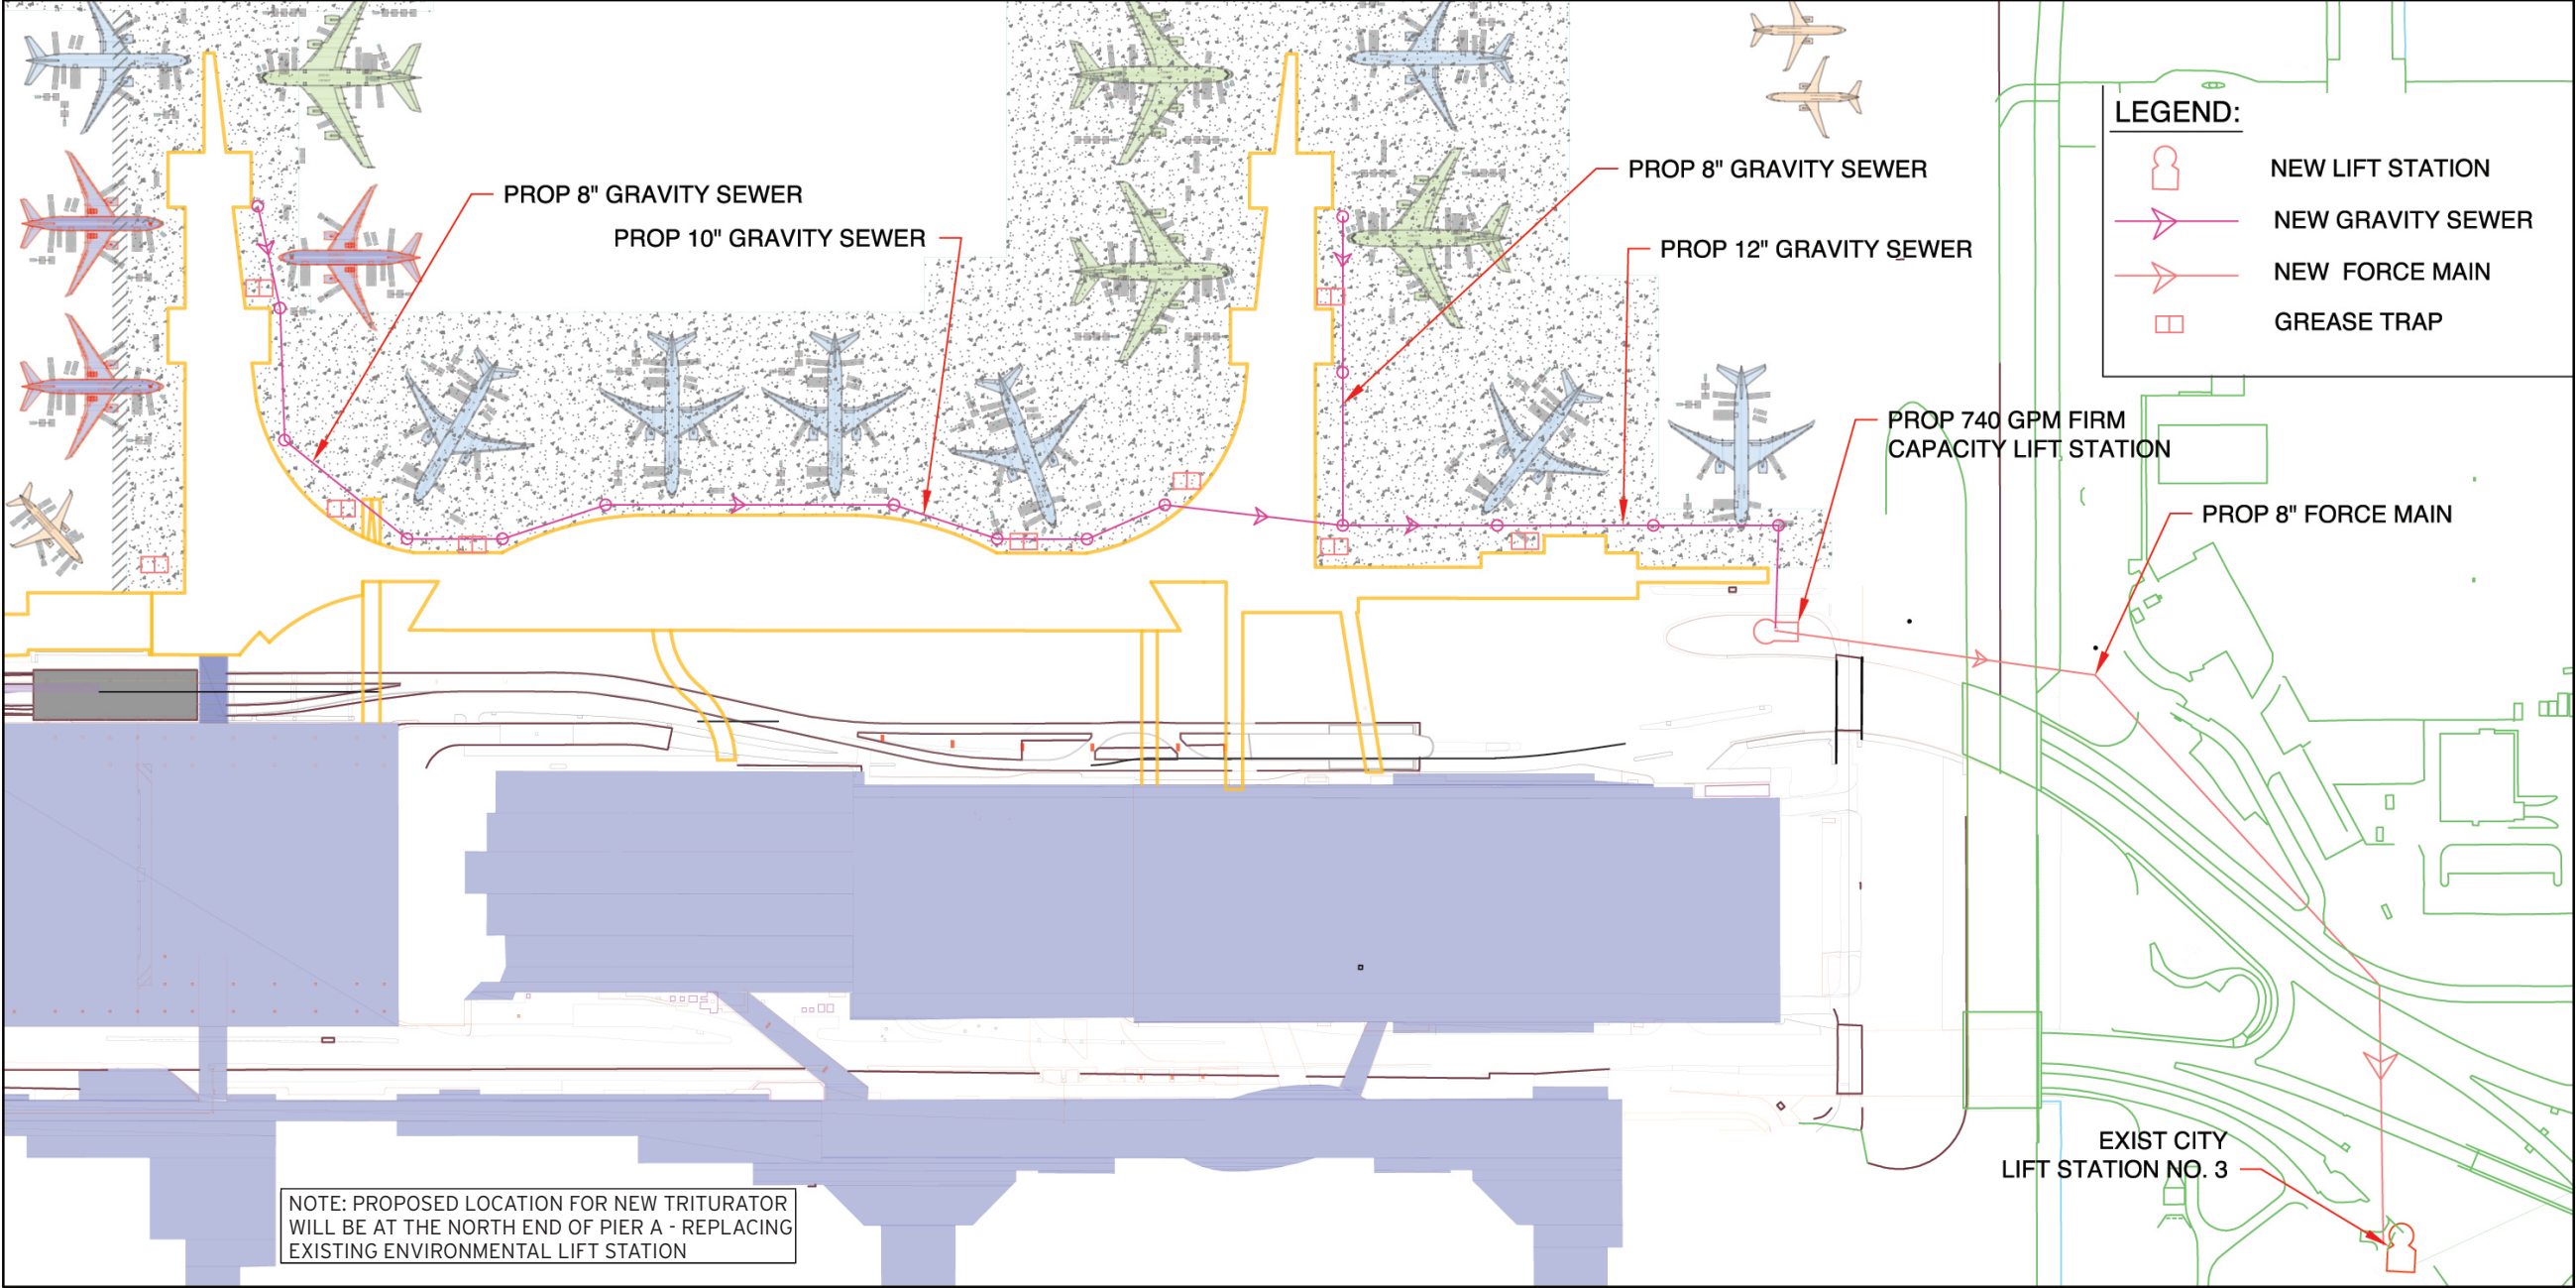 LEGEND:
NEW LIFT STATION
NEW GRAVITY SEWER
NEW FORCE MAIN
GREASE TRAP
PROP 8" GRAVITY SEWER
PROP 10" GRAVITY SEWER
PROP 8" GRAVITY SEWER
PROP 12" GRAVITY SEWER
PROP 740 GPM FIRM
CAPACITY LIFT STATION
PROP 8" FORCE MAIN
EXIST CITY
LIFT STATION NO. 3
NOTE: PROPOSED LOCATION FOR NEW TRITURATOR
WILL BE AT THE NORTH END OF PIER A - REPLACING
EXISTING ENVIRONMENTAL LIFT STATION